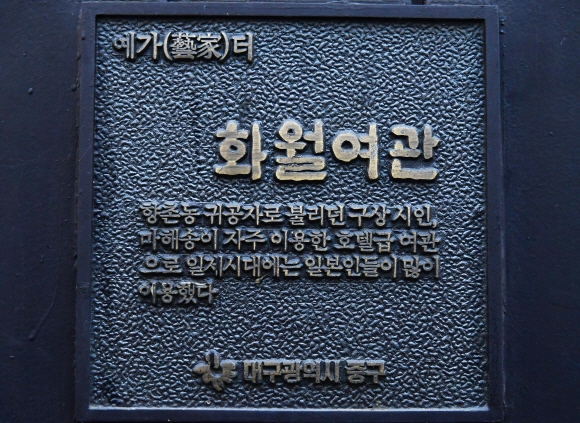 예가(藝家)터
화월여관
향촌동 귀공자로 불리던 구상 시인,
마해송이 자주 이용한 호텔급 여관
으로 일제시대에는 일본인들이 많이
이용했다
대구광역시 중구